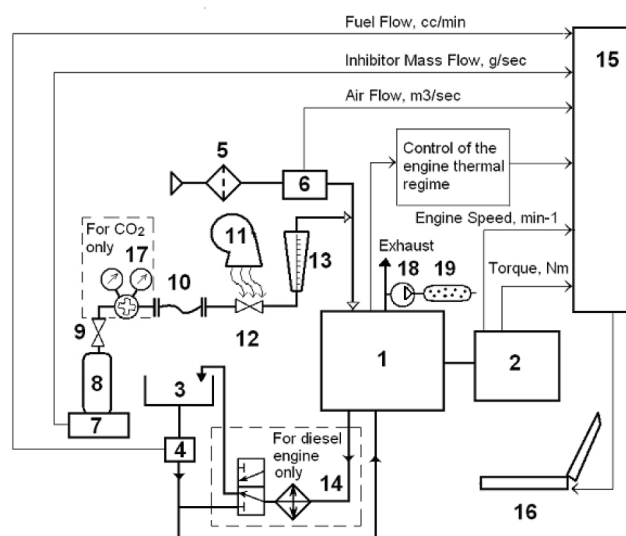 Fuel Flow, cc/min
15
Inhibitor Mass Flow, g/sec
Air Flow, m3/sec
5
6
Control of the
engine thermal
regime
For CO2
only
17
11
13
Engine Speed, min-1
Exhaust
18
19
Torque, Nm
10
9
12
1
2
8
3
7
4
For diesel
engine
only
14
16